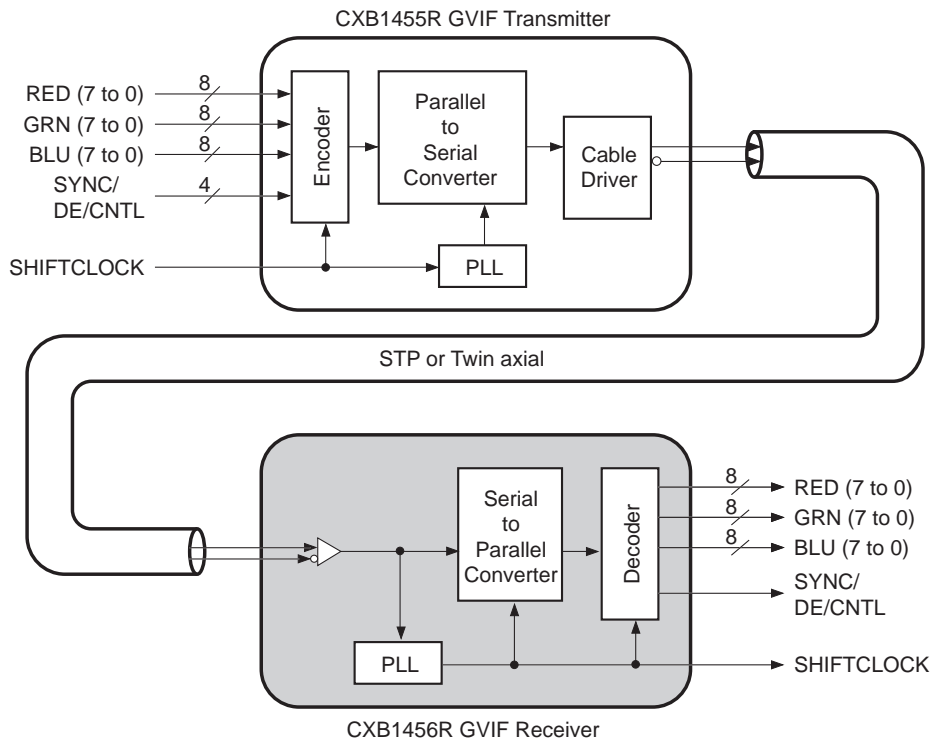 CXB1455R GVIF Transmitter
RED (7 to 0)
8
GRN (7 to 0)
8
BLU (7 to 0)
8
SYNC/
DE/CNTL
4
SHIFTCLOCK
Encoder
Parallel
to
Serial
Converter
PLL
Cable
Driver
STP or Twin axial
Serial
to
Parallel
Converter
PLL
Decoder
8
RED (7 to 0)
8
GRN (7 to 0)
8
BLU (7 to 0)
SYNC/
DE/CNTL
SHIFTCLOCK
CXB1456R GVIF Receiver